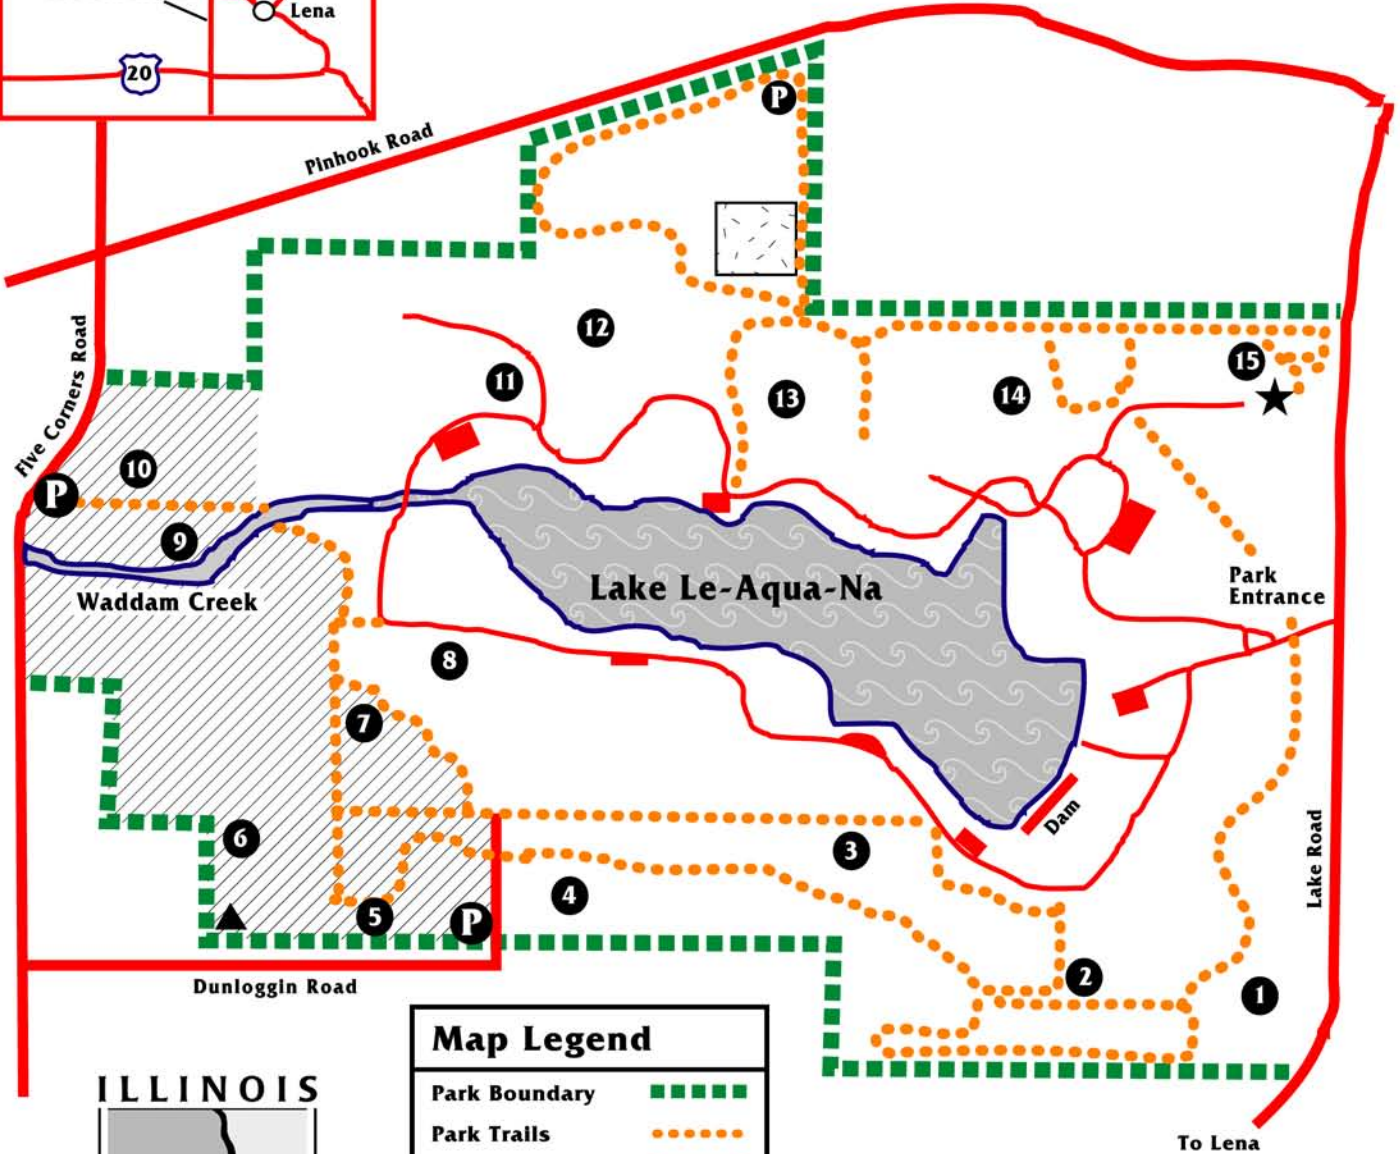 Lena
20
Pinhook Road
P
12
11
13
14
15
Five Corners Road
10
P
9
Waddam Creek
Lake Le-Aqua-Na
Park
Entrance
8
7
6
3
Dam
Lake Road
4
5
P
2
1
Dunloggin Road
Map Legend
Park Boundary
Park Trails
ILLINOIS
To Lena